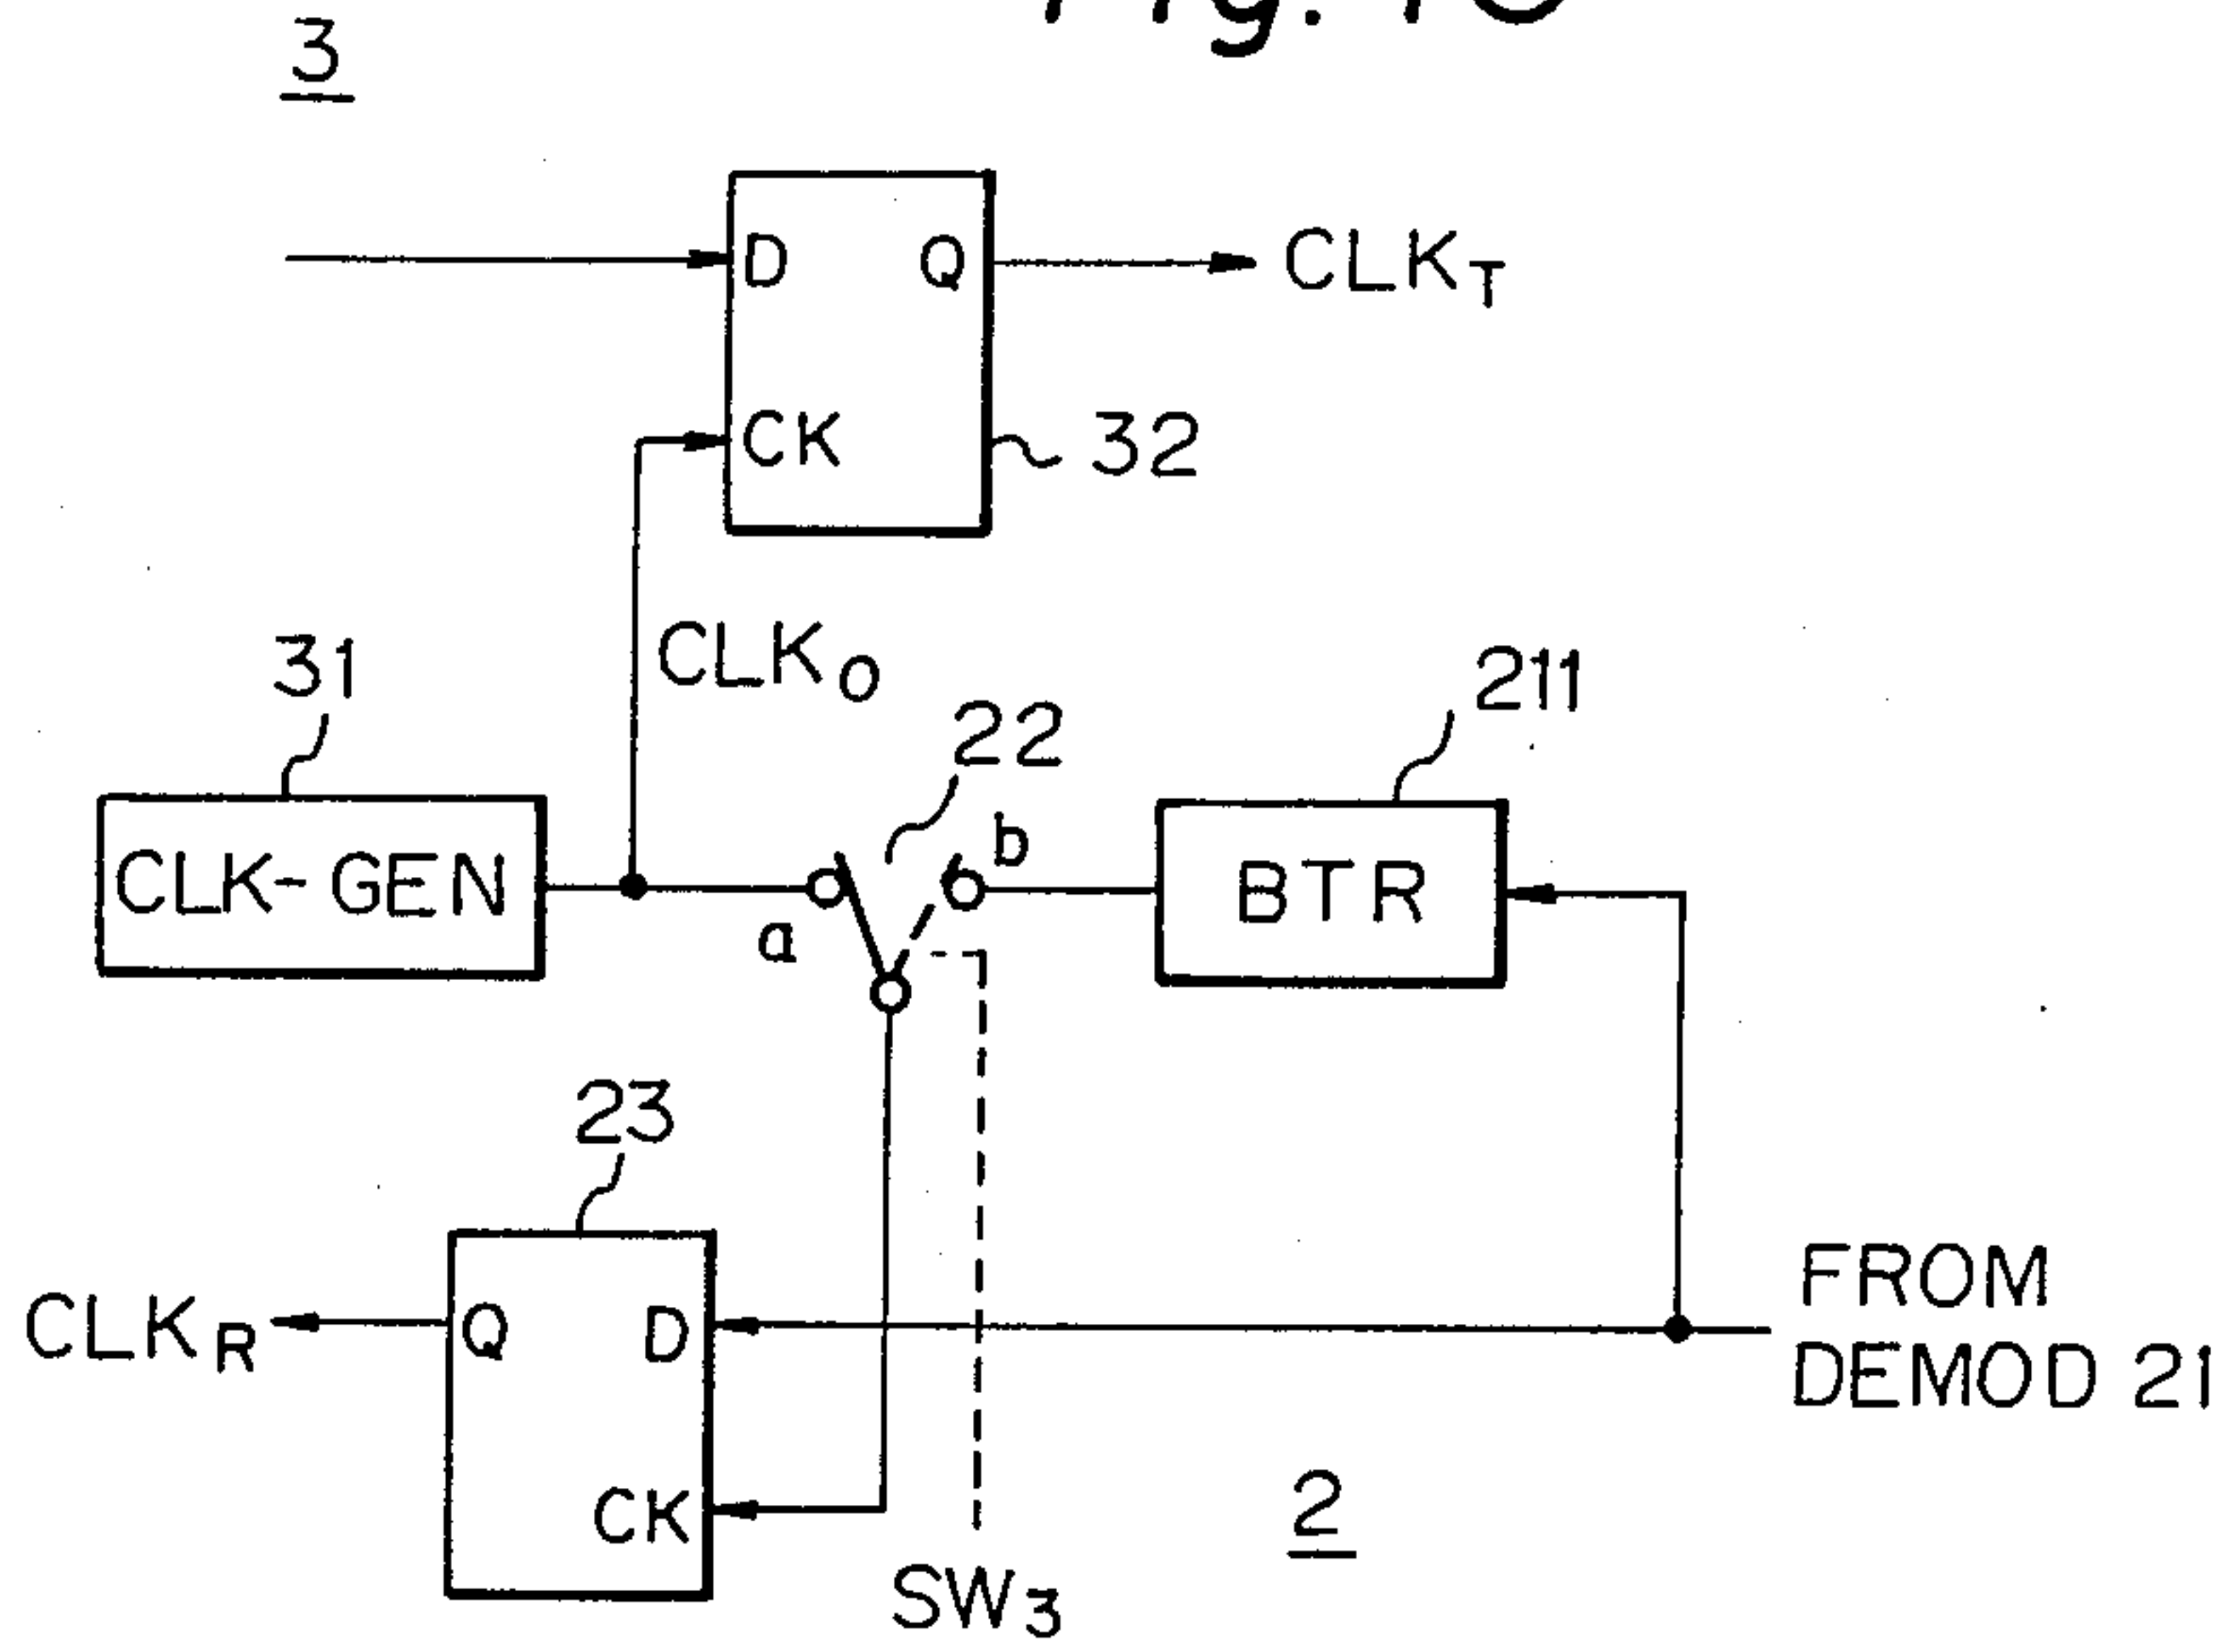 Fig.
3
D Q CLKT
CK 32
CLKO
31
22
211
CLK-GEN
a
b
BTR
23
CLKR Q D
CK
FROM
DEMOD 21
2
SW3